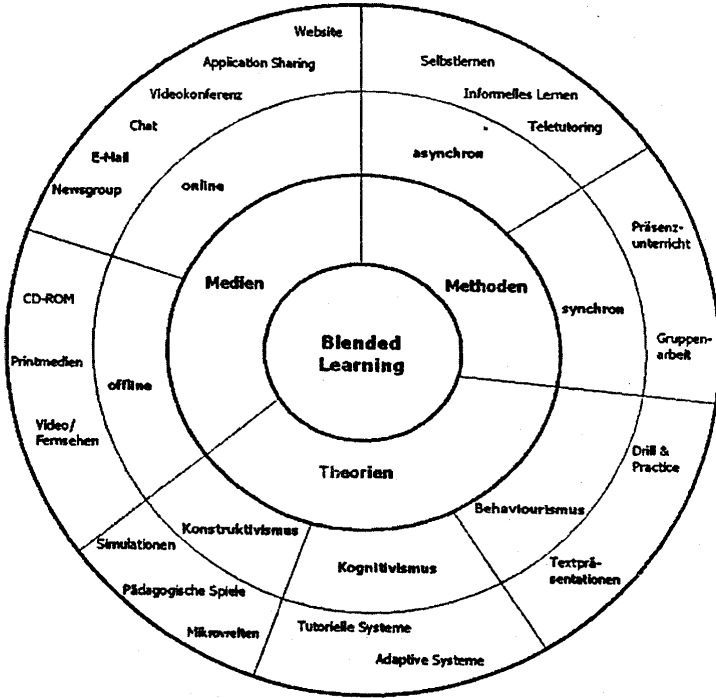 Website
Application Sharing
Videokonferenz
Chat
E-Mail
Newsgroup
online
Selbstlernen
Informelles Lernen
Teletutoring
asynchron
Präsenz-
unterricht
Gruppen-
arbeit
synchron
Medien
Methoden
Blended
Learning
Theorien
CD-ROM
Printmedien
Video/
Fernsehen
offline
Drill &
Practice
Textprä-
sentationen
Behaviourismus
Konstruktivismus
Kognitivismus
Simulationen
Pädagogische Spiele
Mikrowelten
Tutorielle Systeme
Adaptive Systeme